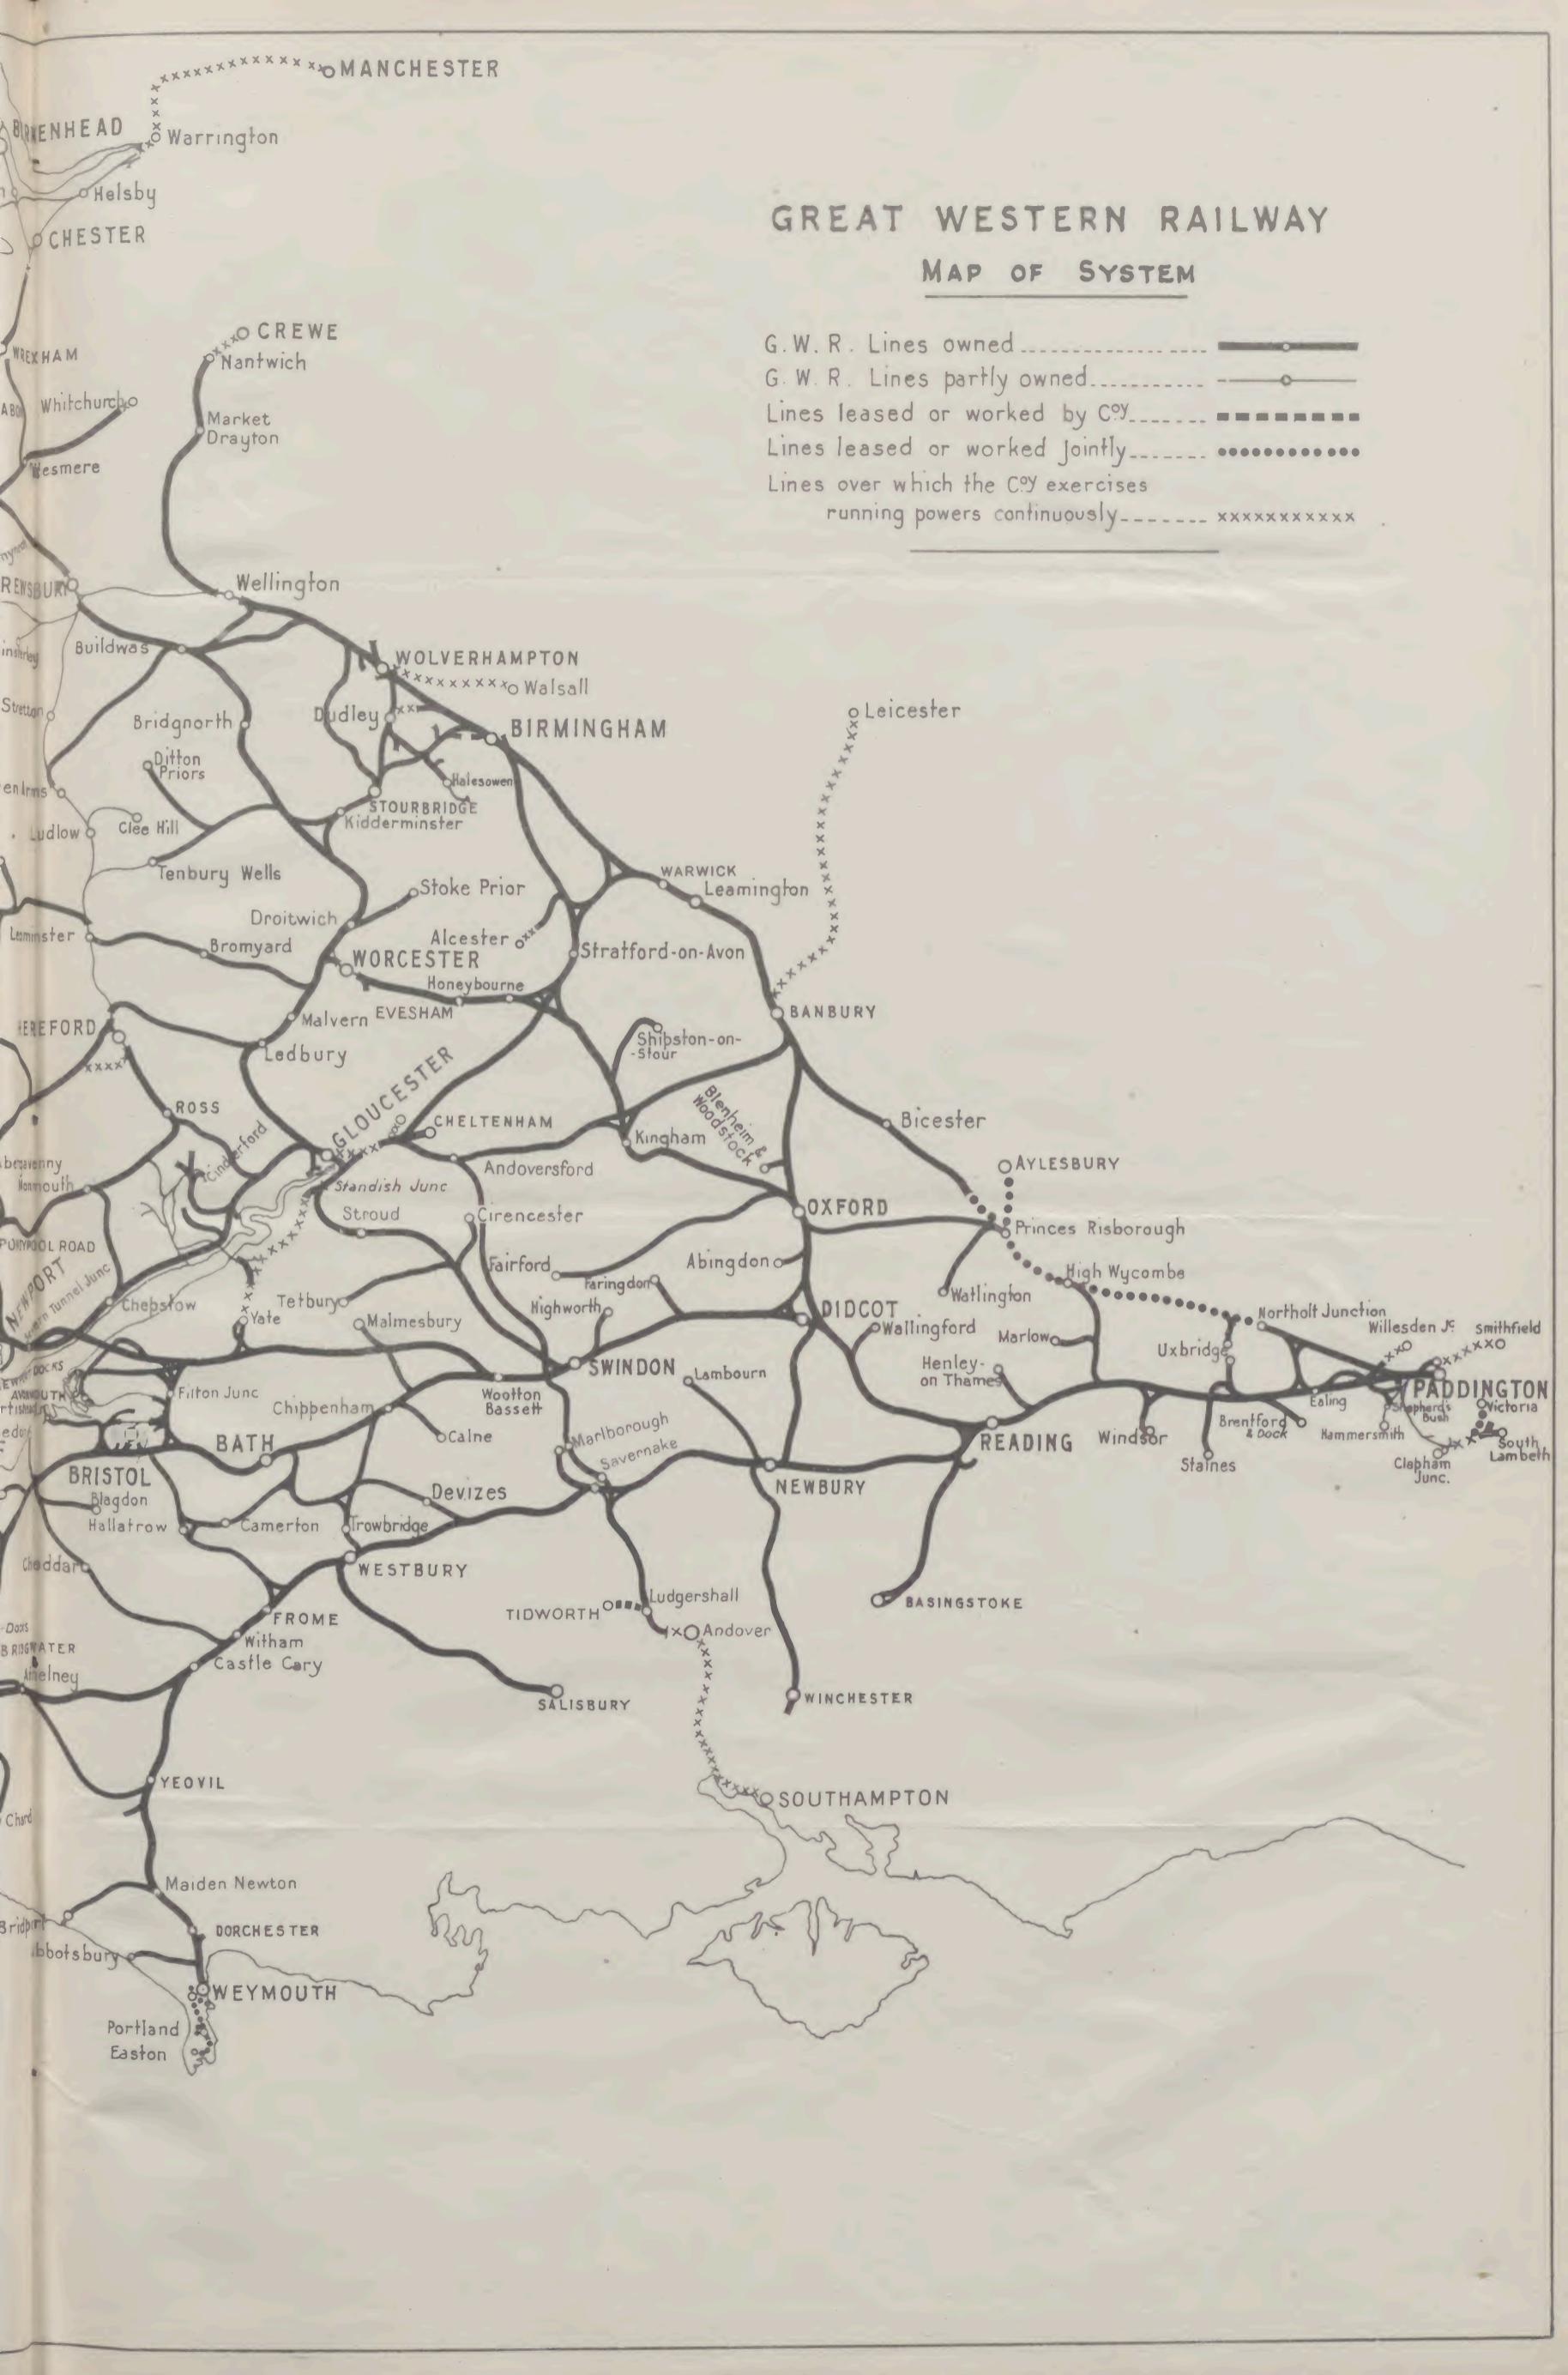 MANCHESTER
Warrington
Helsby
CHESTER
GREAT WESTERN RAILWAY
MAP OF SYSTEM
G.W.R. Lines owned
G.W.R. Lines partly owned
Lines leased or worked by Coy
Lines leased or worked Jointly
Lines over which the Coy exercises
running powers continuously
CREWE
Nantwich
WREXHAM
Whitchurch
Market
Drayton
Wellington
Buildwas
WOLVERHAMPTON
Walsall
Bridgnorth
Dudley
BIRMINGHAM
Leicester
Ditton
Priors
Halesowen
STOURBRIDGE
Kidderminster
Ludlow
Clee Hill
Tenbury Wells
WARWICK
Leamington
Stoke Prior
Droitwich
Alcester
Bromyard
WORCESTER
Stratford-on-Avon
Honeybourne
EVESHAM
Malvern
BANBURY
Ledbury
Shipston-on-
-Stour
GLOUCESTER
ROSS
CHELTENHAM
Cinderford
Kingham
Blenheim &
Woodstock
Bicester
AYLESBURY
Andoversford
Standish Junc
Stroud
Cirencester
OXFORD
Princes Risborough
Fairford
Faringdon
Abingdon
High Wycombe
NEWPORT
Chepstow
Tetbury
Highworth
Watlington
Yate
Malmesbury
DIDCOT
Wallingford
Marlow
Northolt Junction
Willesden Jc.
Smithfield
Uxbridge
Henley-
on Thames
SWINDON
Lambourn
Filton Junc
Wootton
Bassett
PADDINGTON
Ealing
Shepherd's
Bush
Victoria
Chippenham
Calne
Marlborough
Savernake
BATH
READING
Windsor
Brentford
& Dock
Hammersmith
Staines
Clapham
Junc.
South
Lambeth
BRISTOL
Blagdon
Hallatrow
Camerton
Devizes
Trowbridge
NEWBURY
WESTBURY
FROME
Witham
Castle Cary
TIDWORTH
Ludgershall
Andover
BASINGSTOKE
SALISBURY
WINCHESTER
YEOVIL
SOUTHAMPTON
Maiden Newton
DORCHESTER
WEYMOUTH
Portland
Easton